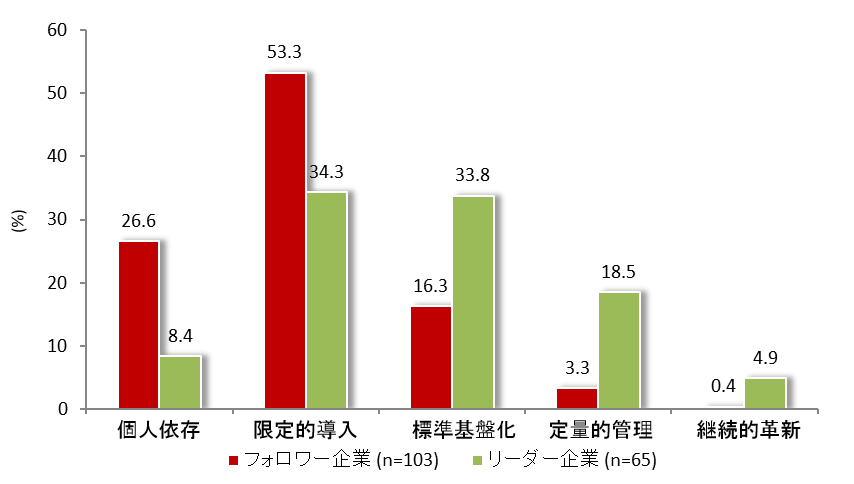 60
50
40
30
20
10
0
(%)
26.6
8.4
53.3
34.3
16.3
33.8
3.3
18.5
0.4
4.9
個人依存
限定的導入
標準基盤化
定量的管理
継続的革新
フォロワー企業 (n=103)
リーダー企業 (n=65)